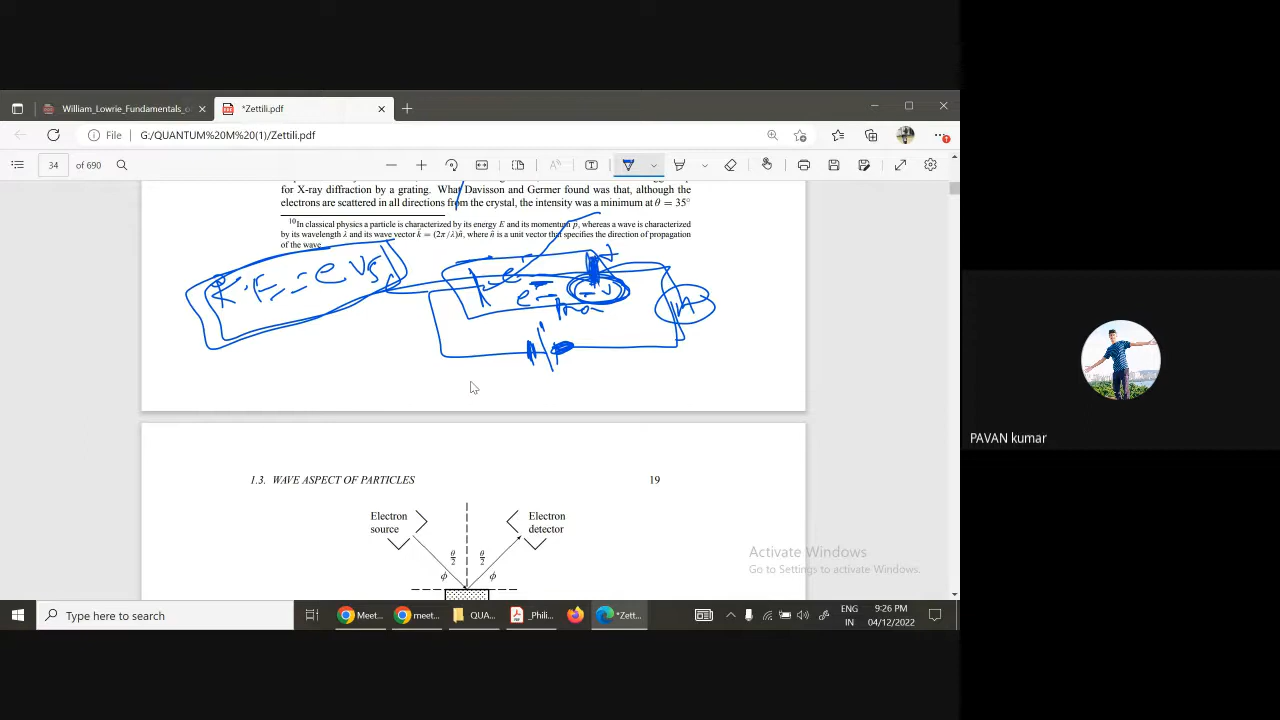 William_Lowrie_Fundamentals_o
*Zettili.pdf
File
G:/QUANTUM%20M%20(1)/Zettili.pdf
34
of 690
for X-ray diffraction by a grating. What Davisson and Germer found was that, although the
electrons are scattered in all directions from the crystal, the intensity was a minimum at θ = 35°
10In classical physics a particle is characterized by its energy E and its momentum p, whereas a wave is characterized
by its wavelength λ and its wave vector k = (2π/λ)n, where n is a unit vector that specifies the direction of propagation
of the wave.
K.E = eVs
e
e
+
-V
A
PAVAN kumar
1.3. WAVE ASPECT OF PARTICLES
19
Electron
source
Electron
detector
θ/2
θ/2
ϕ
ϕ
Activate Windows
Go to Settings to activate Windows.
Type here to search
Meet...
meet...
QUA...
_Phili...
*Zett...
ENG
IN
9:26 PM
04/12/2022